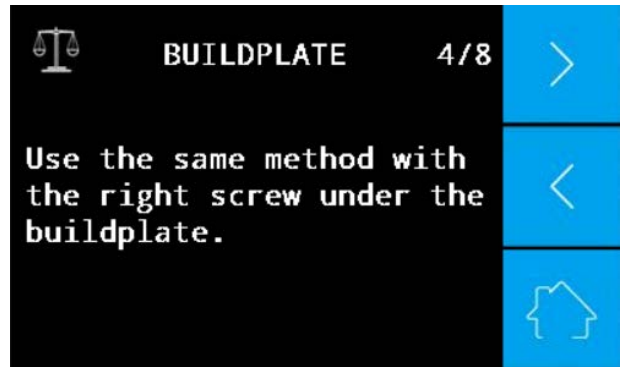 BUILDPLATE 4/8
Use the same method with
the right screw under the
buildplate.